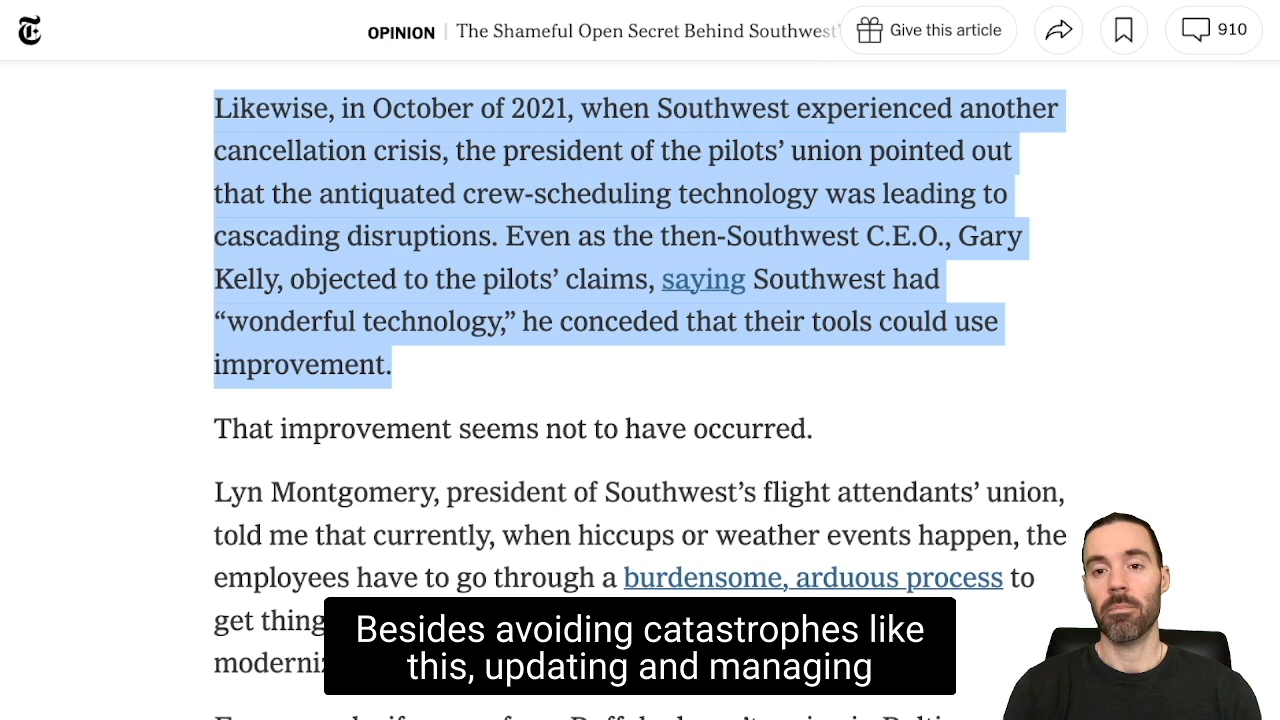 OPINION | The Shameful Open Secret Behind Southwest'
Give this article
910
Likewise, in October of 2021, when Southwest experienced another
cancellation crisis, the president of the pilots’ union pointed out
that the antiquated crew-scheduling technology was leading to
cascading disruptions. Even as the then-Southwest C.E.O., Gary
Kelly, objected to the pilots’ claims, saying Southwest had
“wonderful technology,” he conceded that their tools could use
improvement.
That improvement seems not to have occurred.
Lyn Montgomery, president of Southwest’s flight attendants’ union,
told me that currently, when hiccups or weather events happen, the
employees have to go through a burdensome, arduous process to
get thing
Besides avoiding catastrophes like
this, updating and managing